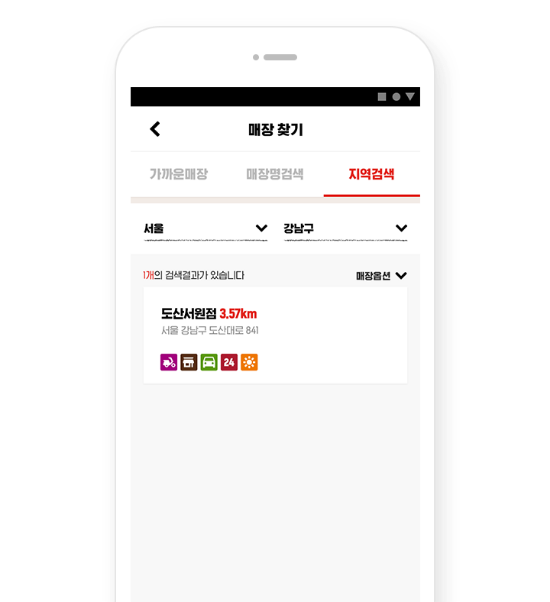 매장 찾기
가까운매장 매장명검색 지역검색
서울 강남구
1개의 검색결과가 있습니다 매장옵션
도산서원점 3,57km
서울 강남구 도산대로 841
24